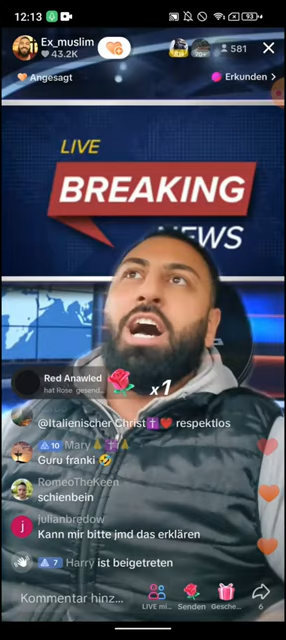 12:13
93
Ex_muslim
43.2K
581
Angesagt
Erkunden >
LIVE
BREAKING
NEWS
Red Anawled
hat Rose gesend...
x1
@Italienischer Christ✝️❤️ respektlos
10 Mary
Guru franki 🤣
RomeoTheKeen
schienbein
j
julianbredow
Kann mir bitte jmd das erklären
7 Harry ist beigetreten
Kommentar hinz...
LIVE mi...
Senden
Gesche...
6